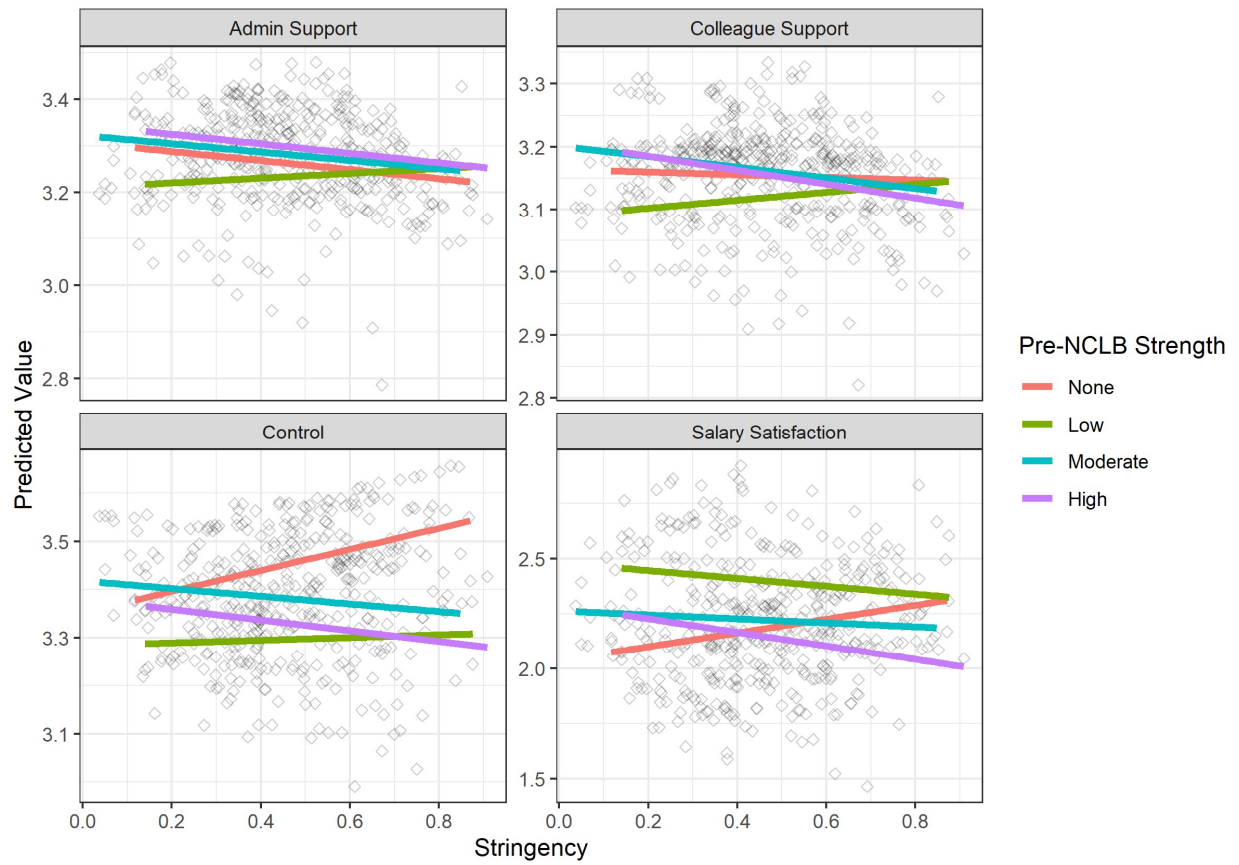 Admin Support
Colleague Support
3.4
3.2
3.0
2.8
3.3
3.2
3.1
3.0
2.9
2.8
Predicted Value
Control
Salary Satisfaction
3.5
3.3
3.1
2.5
2.0
1.5
0.0 0.2 0.4 0.6 0.8
0.0 0.2 0.4 0.6 0.8
Stringency
Pre-NCLB Strength
None
Low
Moderate
High